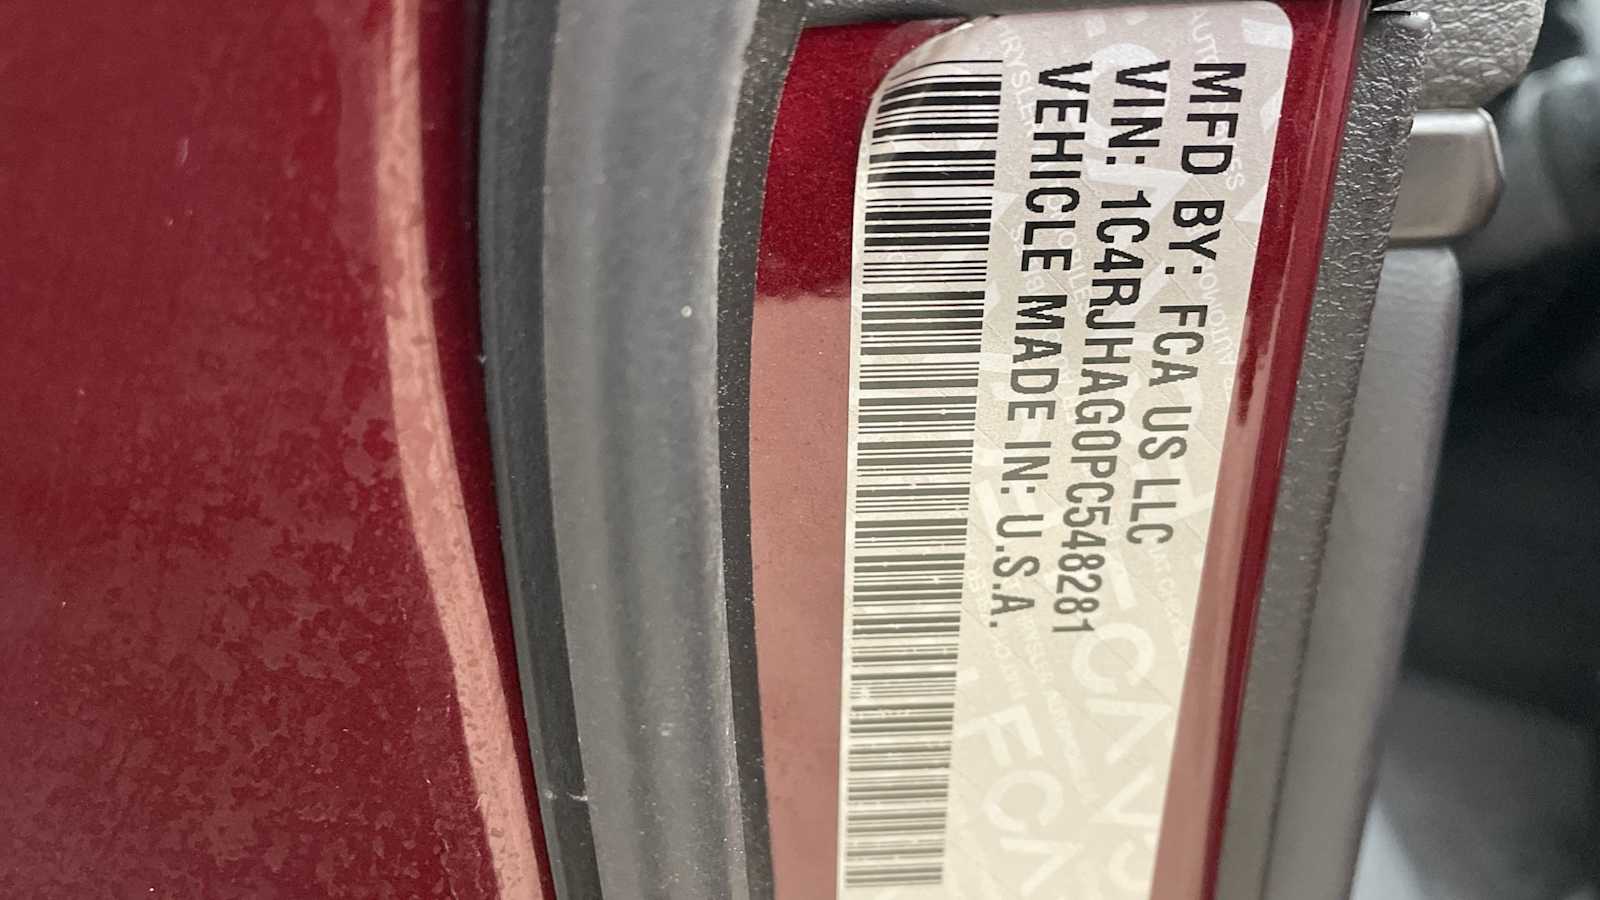 MFD BY: FCA US LLC
VIN: 1C4RJHAG0PC548281
VEHICLE MADE IN: U.S.A.